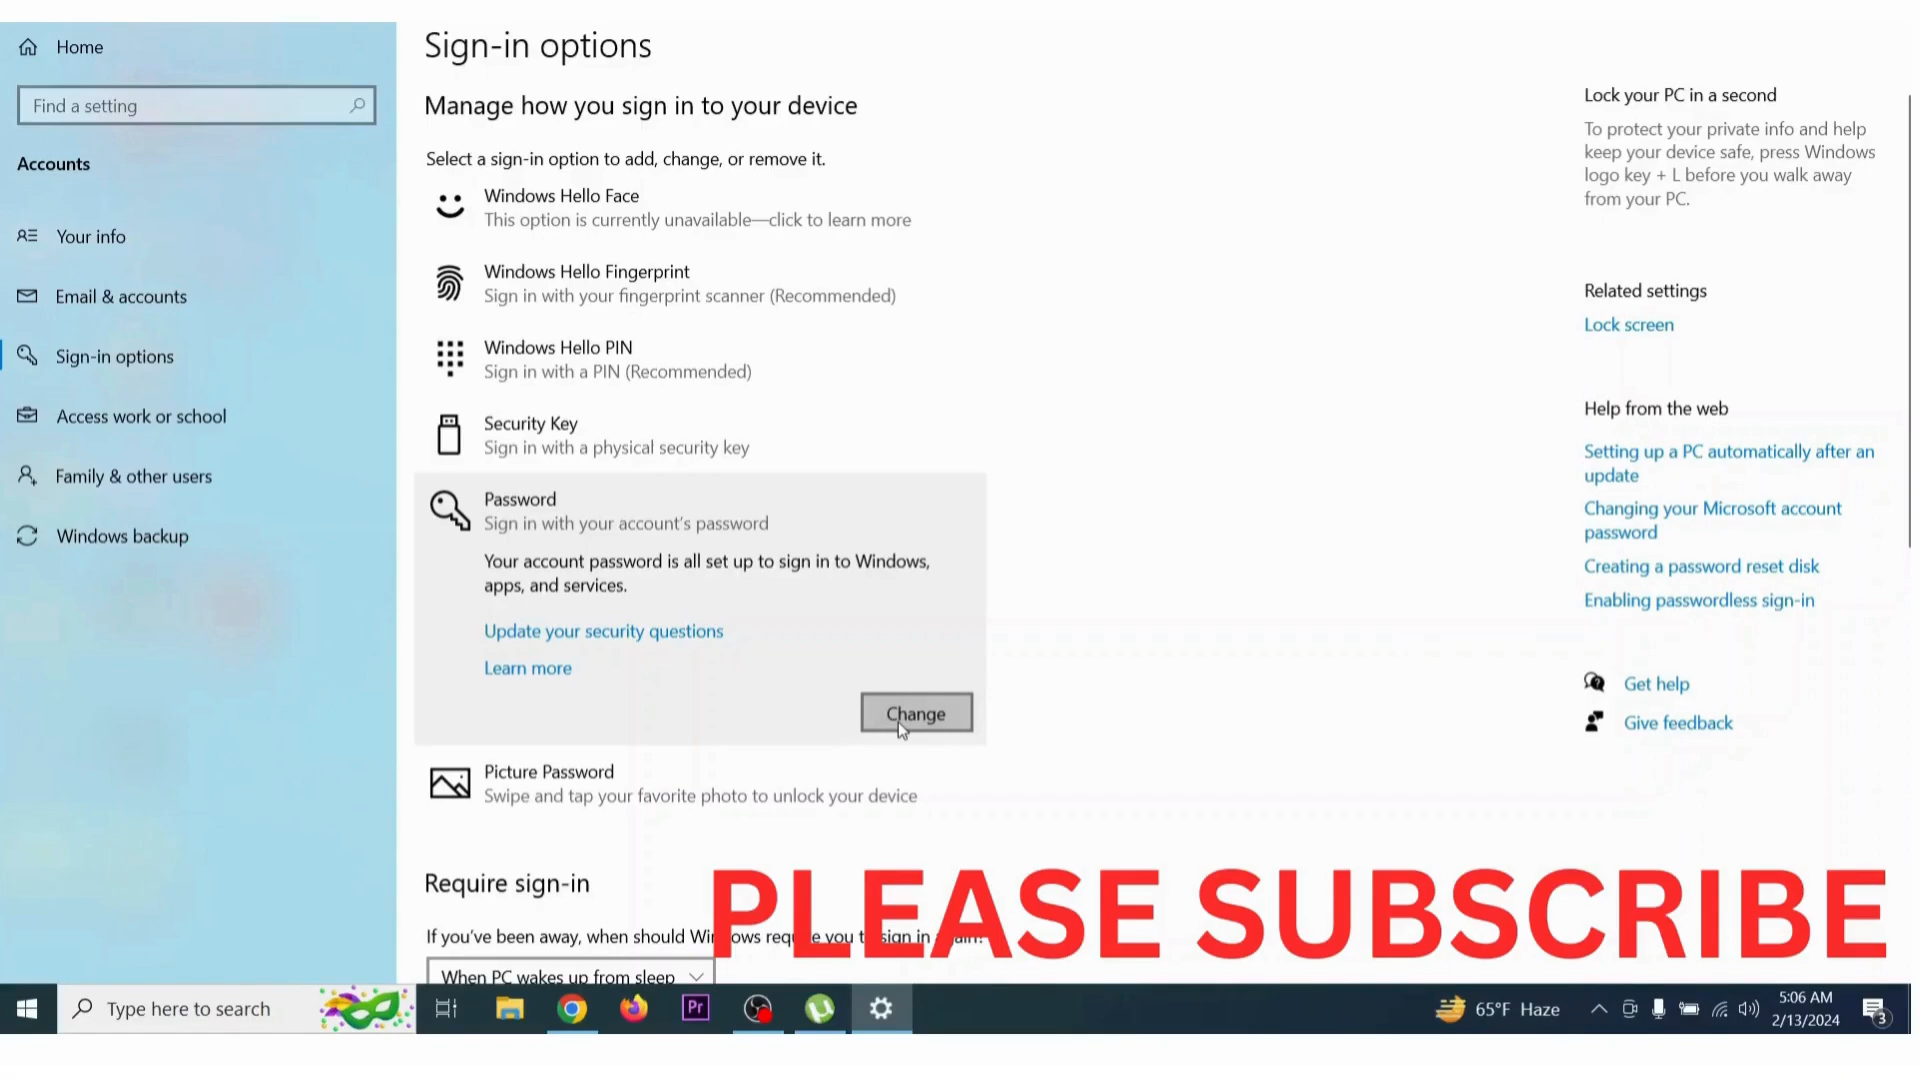 Home
Find a setting
Accounts
Your info
Email & accounts
Sign-in options
Access work or school
Family & other users
Windows backup
Sign-in options
Manage how you sign in to your device
Select a sign-in option to add, change, or remove it.
Windows Hello Face
This option is currently unavailable—click to learn more
Windows Hello Fingerprint
Sign in with your fingerprint scanner (Recommended)
Windows Hello PIN
Sign in with a PIN (Recommended)
Security Key
Sign in with a physical security key
Password
Sign in with your account's password
Your account password is all set up to sign in to Windows,
apps, and services.
Update your security questions
Learn more
Change
Picture Password
Swipe and tap your favorite photo to unlock your device
Require sign-in
If you've been away, when should Windows require you to sign in again?
When PC wakes up from sleep
Lock your PC in a second
To protect your private info and help
keep your device safe, press Windows
logo key + L before you walk away
from your PC.
Related settings
Lock screen
Help from the web
Setting up a PC automatically after an
update
Changing your Microsoft account
password
Creating a password reset disk
Enabling passwordless sign-in
Get help
Give feedback
PLEASE SUBSCRIBE
Type here to search
Pr
65°F Haze
5:06 AM
2/13/2024
3